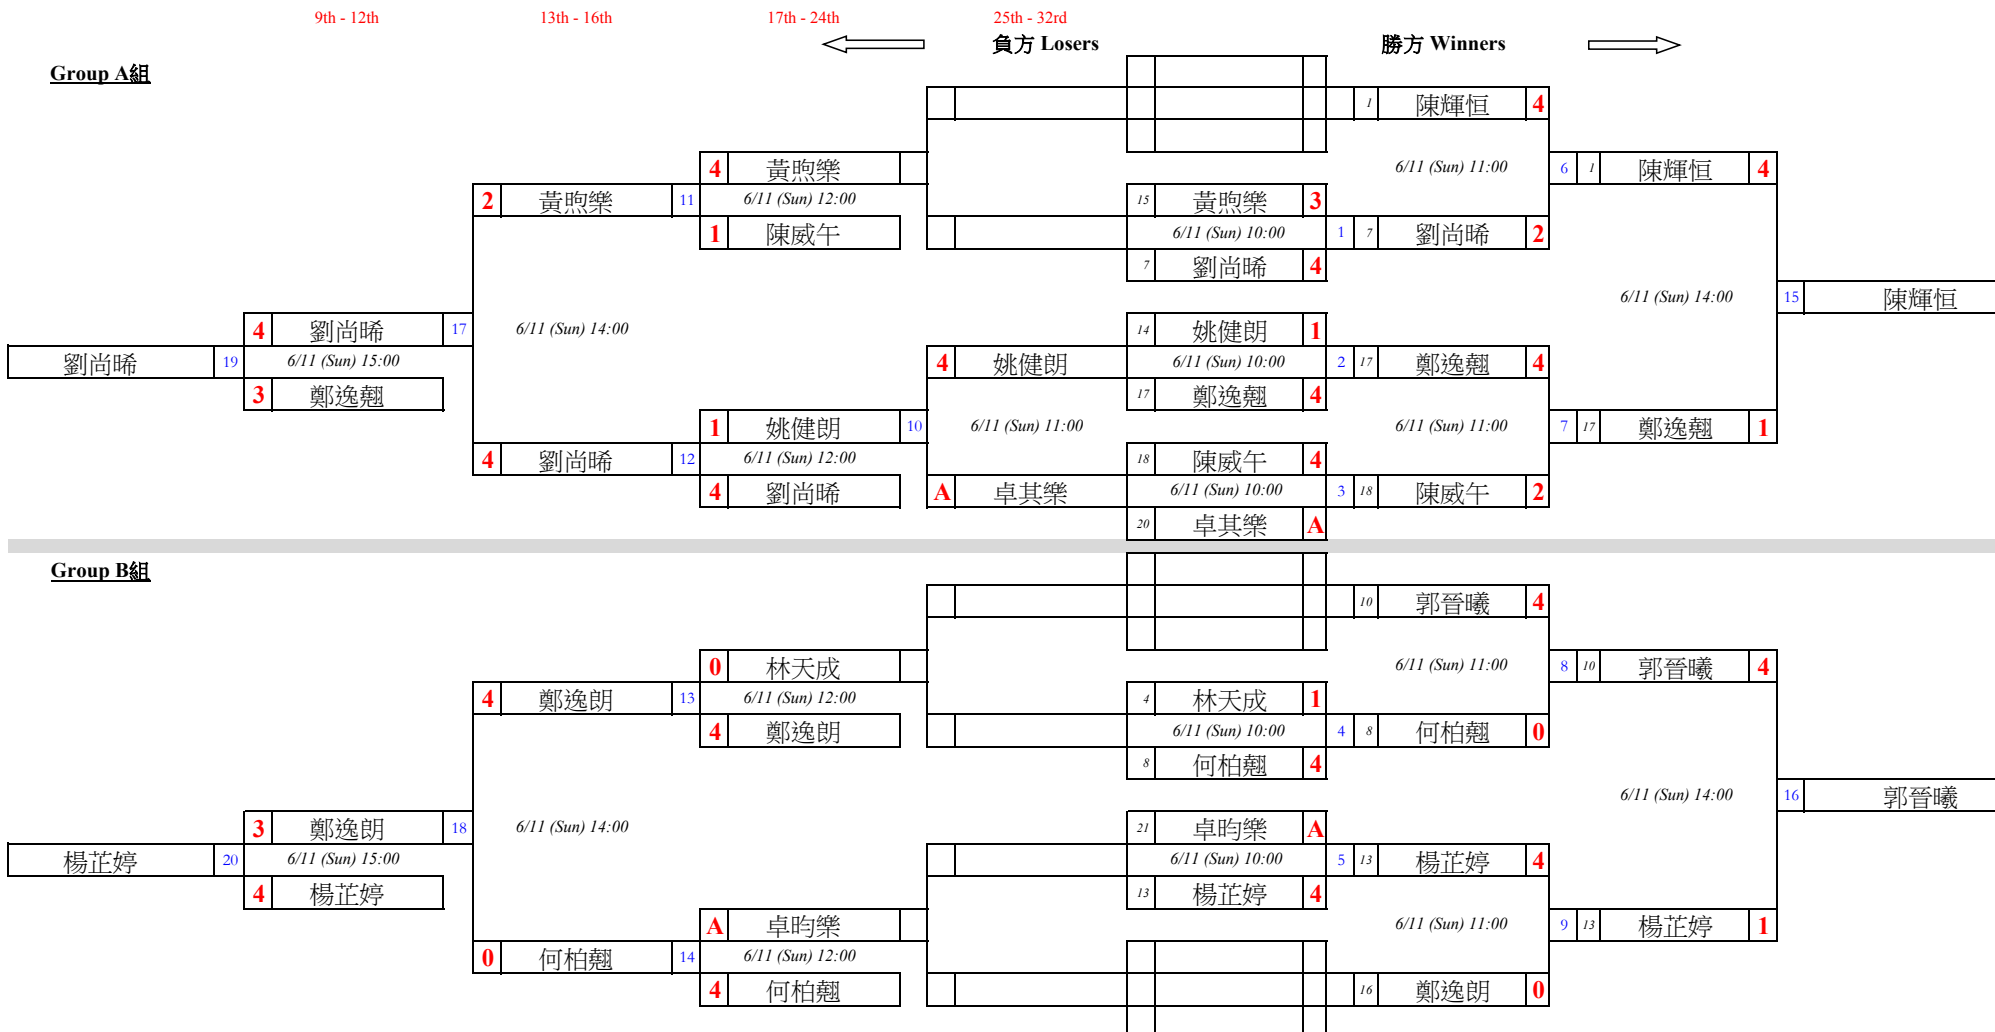 9th - 12th 13th - 16th 17th - 24th 25th - 32rd
負方 Losers 勝方 Winners
Group A組
1 陳輝恒 4
4 黃煦樂 6/11 (Sun) 11:00 6 1 陳輝恒 4
2 黃煦樂 11 6/11 (Sun) 12:00 15 黃煦樂 3
1 陳威午 6/11 (Sun) 10:00 1 7 劉尚晞 2
7 劉尚晞 4
6/11 (Sun) 14:00 15 陳輝恒
4 劉尚晞 17 6/11 (Sun) 14:00 14 姚健朗 1
劉尚晞 19 6/11 (Sun) 15:00 4 姚健朗 6/11 (Sun) 10:00 2 17 鄭逸翹 4
3 鄭逸翹 17 鄭逸翹 4
1 姚健朗 10 6/11 (Sun) 11:00 6/11 (Sun) 11:00 7 17 鄭逸翹 1
4 劉尚晞 12 6/11 (Sun) 12:00 18 陳威午 4
4 劉尚晞 A 卓其樂 6/11 (Sun) 10:00 3 18 陳威午 2
20 卓其樂 A
Group B組
10 郭晉曦 4
0 林天成 6/11 (Sun) 11:00 8 10 郭晉曦 4
4 鄭逸朗 13 6/11 (Sun) 12:00 4 林天成 1
4 鄭逸朗 6/11 (Sun) 10:00 4 8 何柏翹 0
8 何柏翹 4
6/11 (Sun) 14:00 16 郭晉曦
3 鄭逸朗 18 6/11 (Sun) 14:00 21 卓昀樂 A
楊芷婷 20 6/11 (Sun) 15:00 6/11 (Sun) 10:00 5 13 楊芷婷 4
4 楊芷婷 13 楊芷婷 4
A 卓昀樂 6/11 (Sun) 11:00 9 13 楊芷婷 1
0 何柏翹 14 6/11 (Sun) 12:00
4 何柏翹 16 鄭逸朗 0